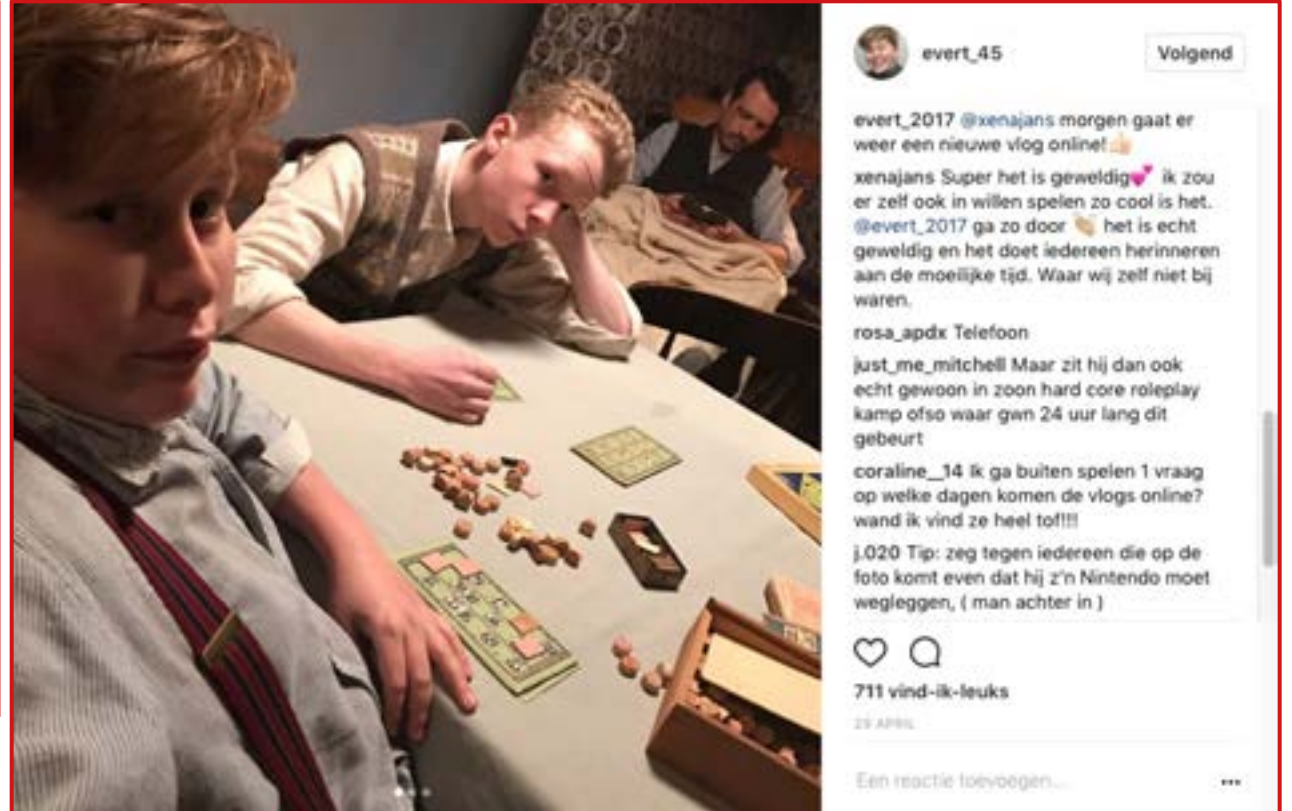 evert_45
Volgend
evert_2017 @xenajans morgen gaat er
weer een nieuwe vlog online!👍🏻
xenajans Super het is geweldig💕 ik zou
er zelf ook in willen spelen zo cool is het.
@evert_2017 ga zo door 👏🏼 het is echt
geweldig en het doet iedereen herinneren
aan de moeilijke tijd. Waar wij zelf niet bij
waren.
rosa_apdx Telefoon
just_me_mitchell Maar zit hij dan ook
echt gewoon in zoon hard core roleplay
kamp ofso waar gwn 24 uur lang dit
gebeurt
coraline__14 Ik ga buiten spelen 1 vraag
op welke dagen komen de vlogs online?
wand ik vind ze heel tof!!!
j.020 Tip: zeg tegen iedereen die op de
foto komt even dat hij z'n Nintendo moet
wegleggen, ( man achter in )
711 vind-ik-leuks
29 APRIL
Een reactie toevoegen...